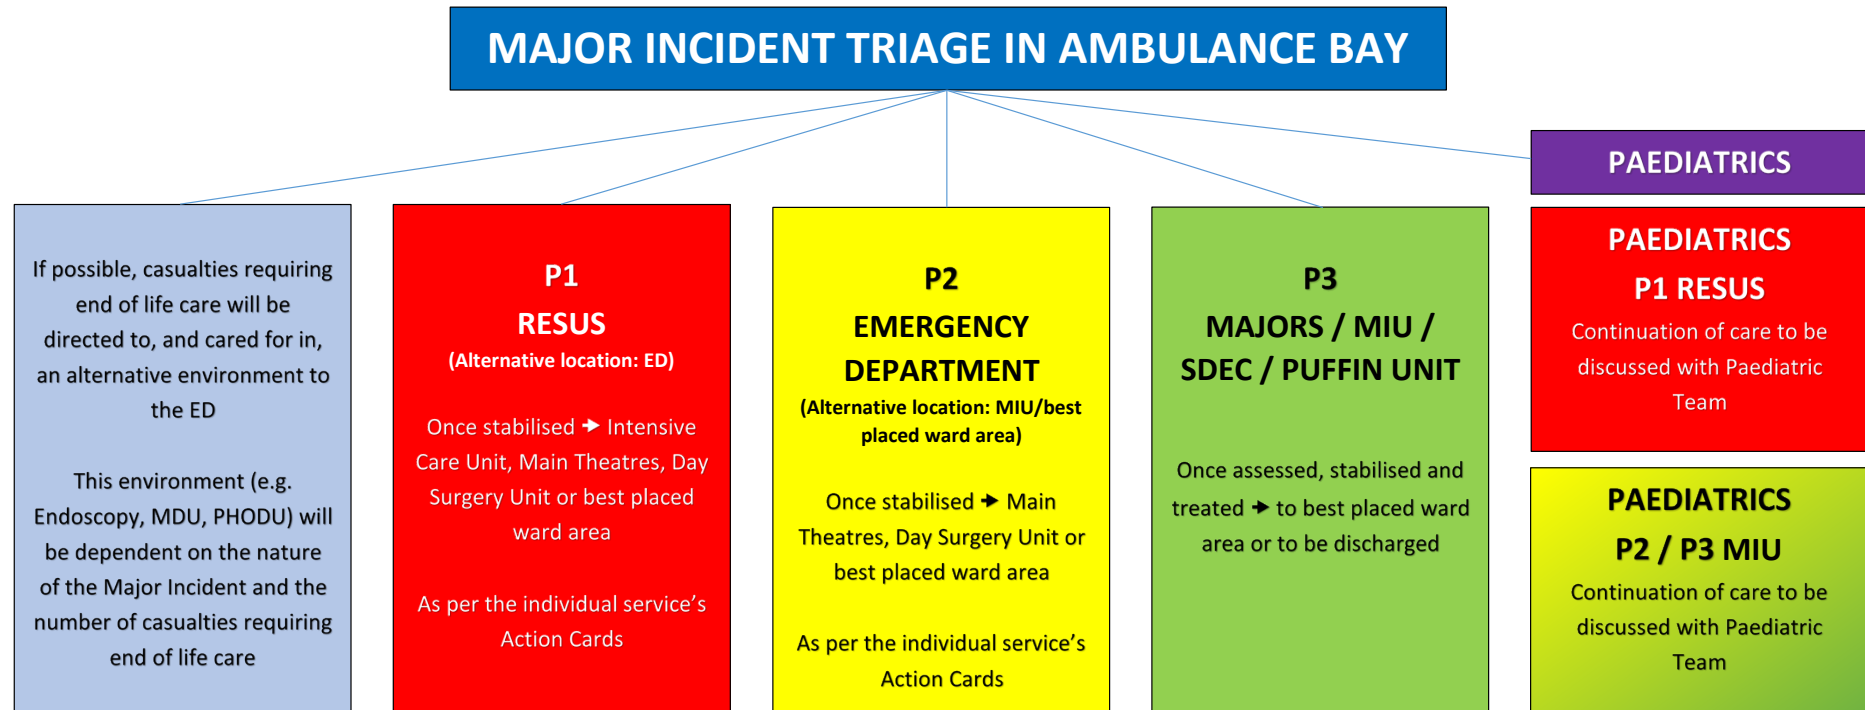 MAJOR INCIDENT TRIAGE IN AMBULANCE BAY
If possible, casualties requiring
end of life care will be
directed to, and cared for in,
an alternative environment to
the ED
This environment (e.g.
Endoscopy, MDU, PHODU) will
be dependent on the nature
of the Major Incident and the
number of casualties requiring
end of life care
P1
RESUS
(Alternative location: ED)
Once stabilised 🡪 Intensive
Care Unit, Main Theatres, Day
Surgery Unit or best placed
ward area
As per the individual service’s
Action Cards
P2
EMERGENCY
DEPARTMENT
(Alternative location: MIU/best
placed ward area)
Once stabilised 🡪 Main
Theatres, Day Surgery Unit or
best placed ward area
As per the individual service’s
Action Cards
P3
MAJORS / MIU /
SDEC / PUFFIN UNIT
Once assessed, stabilised and
treated 🡪 to best placed ward
area or to be discharged
PAEDIATRICS
PAEDIATRICS
P1 RESUS
Continuation of care to be
discussed with Paediatric
Team
PAEDIATRICS
P2 / P3 MIU
Continuation of care to be
discussed with Paediatric
Team